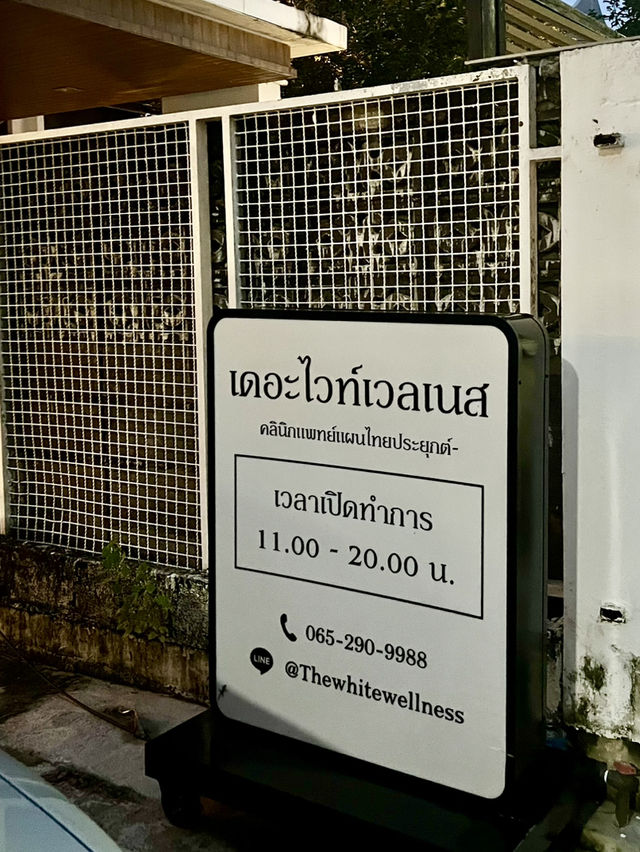 เดอะไวท์เวลเนส
คลินิกแพทย์แผนไทยประยุกต์-
เวลาเปิดทำการ
11.00 - 20.00 น.
065-290-9988
LINE @Thewhitewellness